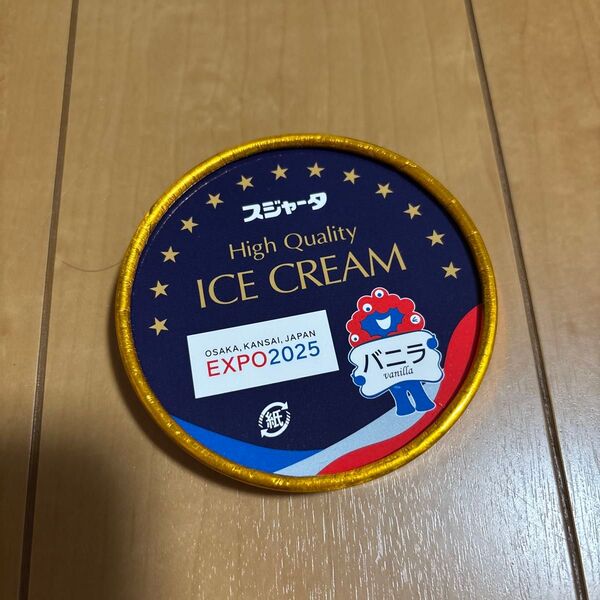 スジャータ
High Quality
ICE CREAM
OSAKA, KANSAI, JAPAN
EXPO2025
バニラ
vanilla
紙